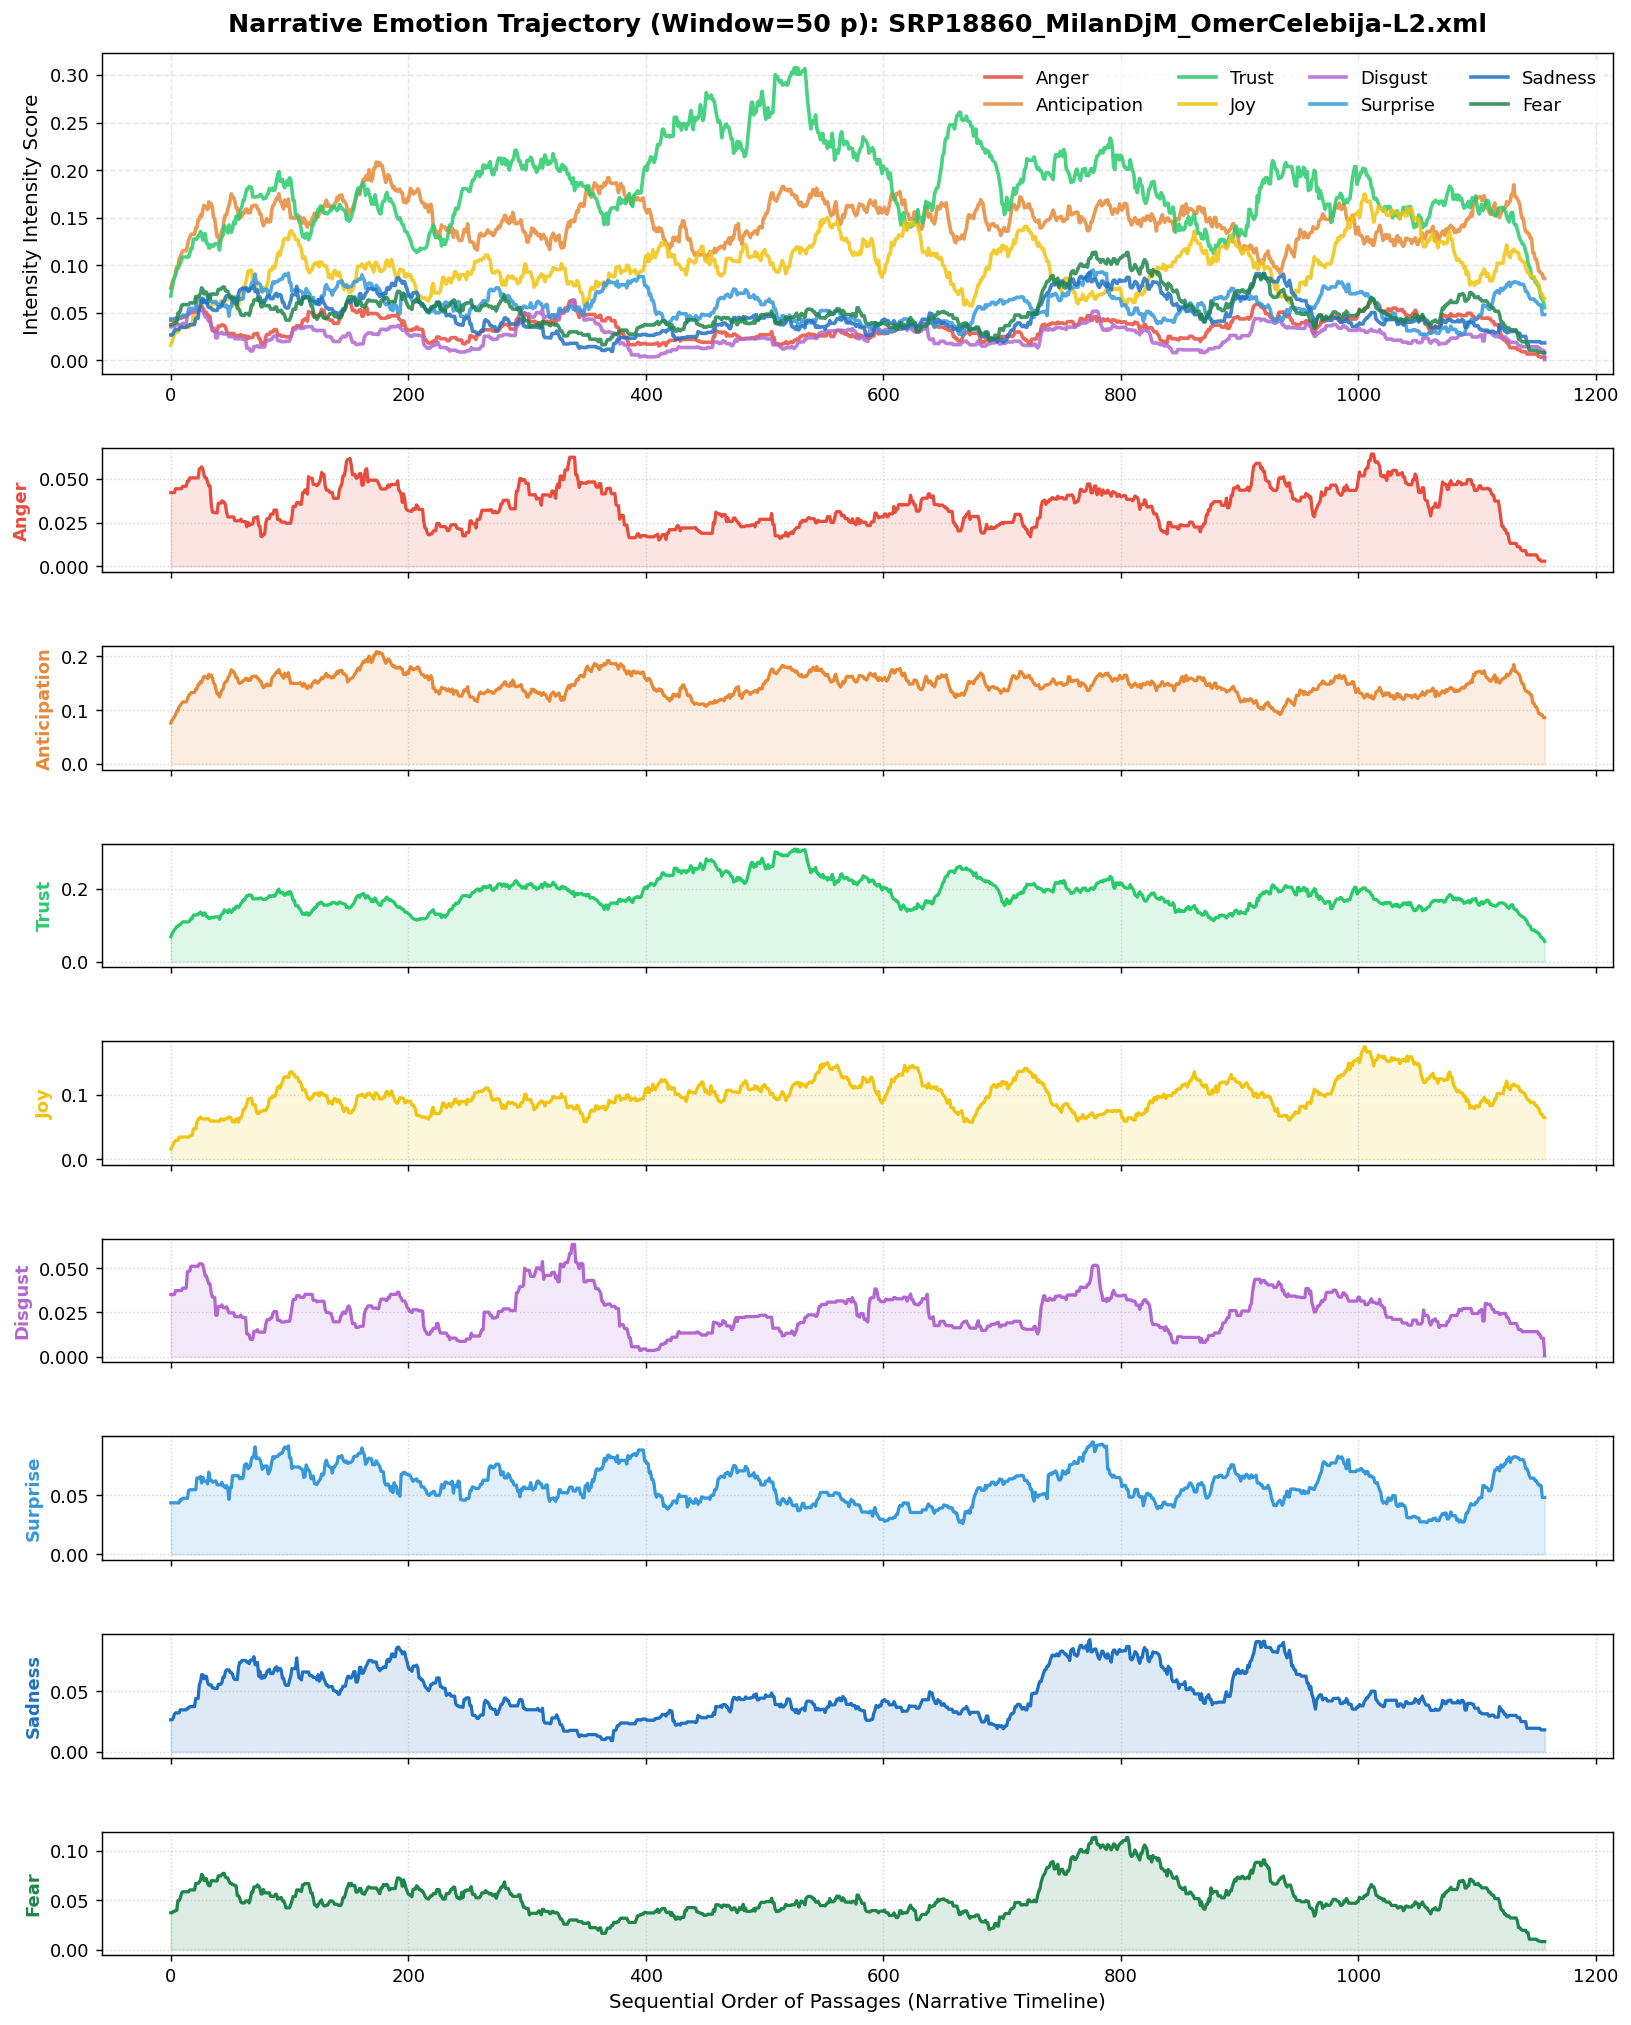 Narrative Emotion Trajectory (Window=50 p): SRP18860_MilanDjM_OmerCelebija-L2.xml
Intensity Intensity Score
0.30
0.25
0.20
0.15
0.10
0.05
0.00
Anger Trust Disgust Sadness
Anticipation Joy Surprise Fear
0 200 400 600 800 1000 1200
Anger
0.050
0.025
0.000
Anticipation
0.2
0.1
0.0
Trust
0.2
0.0
Joy
0.1
0.0
Disgust
0.050
0.025
0.000
Surprise
0.05
0.00
Sadness
0.05
0.00
Fear
0.10
0.05
0.00
0 200 400 600 800 1000 1200
Sequential Order of Passages (Narrative Timeline)